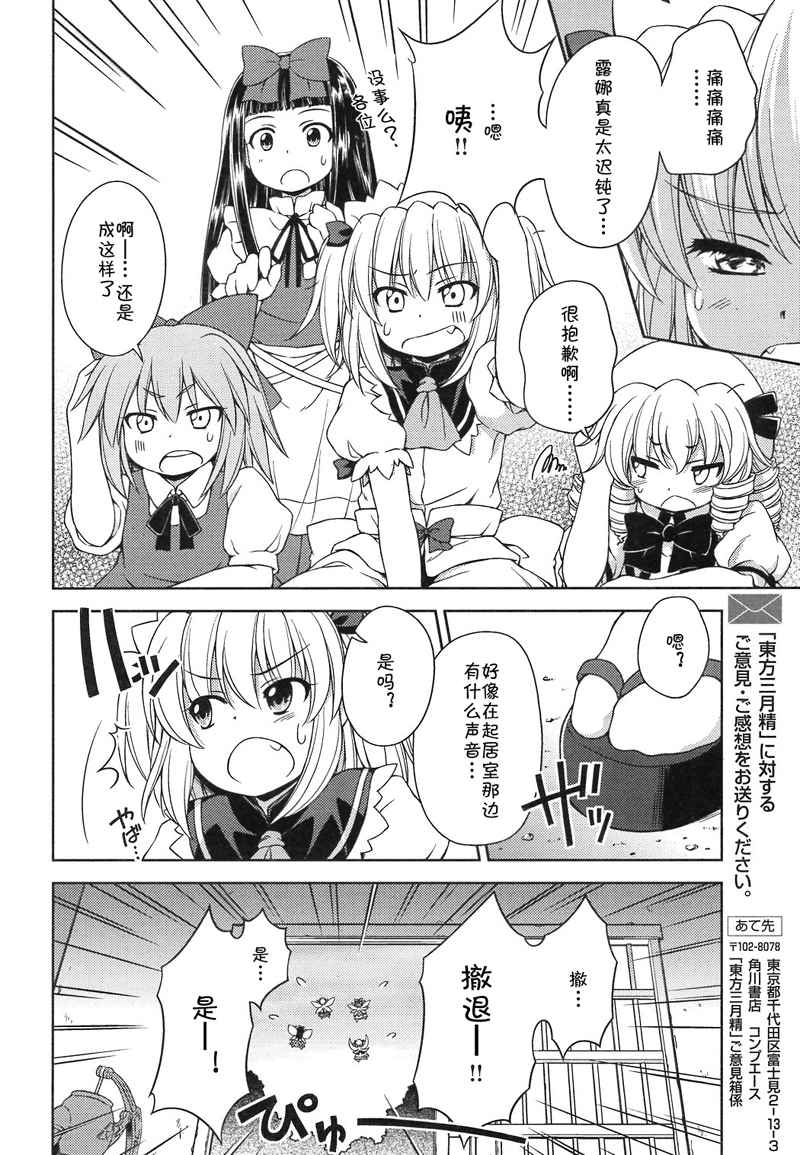 痛痛痛痛
……
露娜真是
太迟钝了…
…嗯
咦!!
没事么?
各位
啊—…还是
成这样了
很抱歉啊
……
嗯?
ズズッ
好像在起居室那边
有什么声音
是吗?
やば…
撤…
撤退—!!
是…
是—!
ぴゅー
「東方三月精」に対する
ご意見・ご感想をお送りください。
あて先
〒102-8078
東京都千代田区富士見2-13-3
角川書店 コンプエース
「東方三月精」ご意見箱係